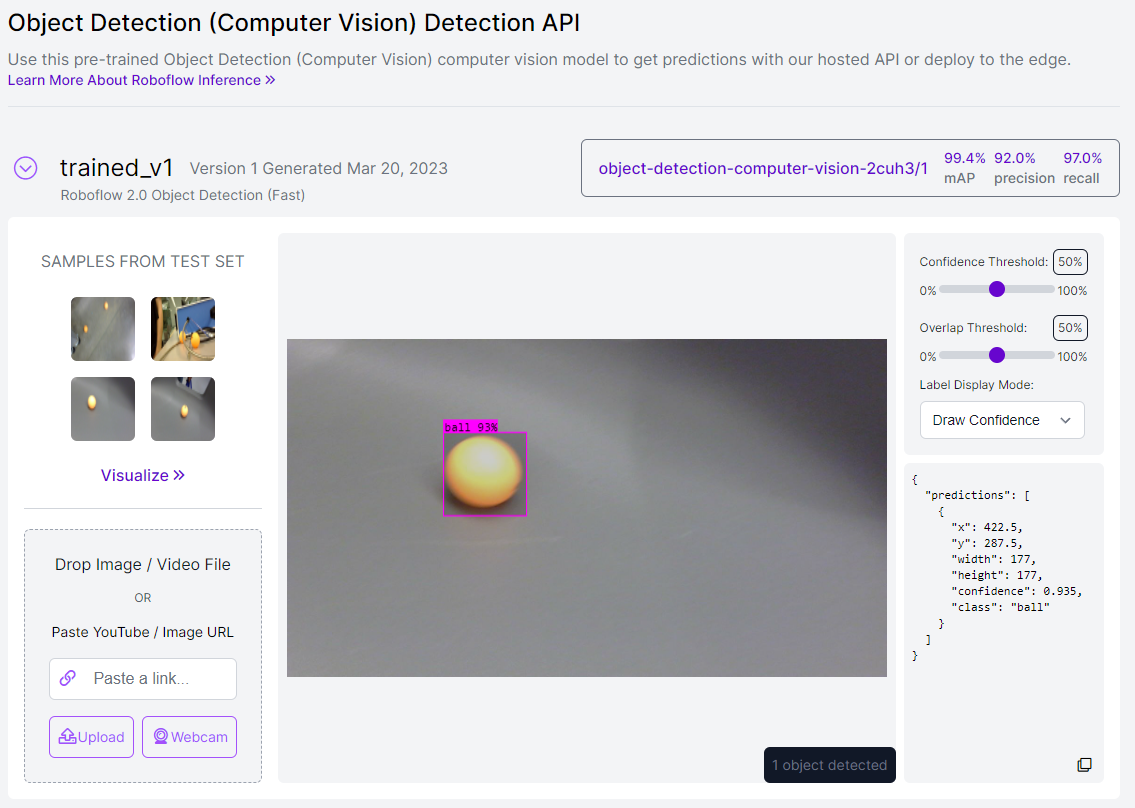 Object Detection (Computer Vision) Detection API
Use this pre-trained Object Detection (Computer Vision) computer vision model to get predictions with our hosted API or deploy to the edge.
Learn More About Roboflow Inference »
trained_v1 Version 1 Generated Mar 20, 2023
Roboflow 2.0 Object Detection (Fast)
object-detection-computer-vision-2cuh3/1
99.4% 92.0% 97.0%
mAP precision recall
SAMPLES FROM TEST SET
Visualize »
Drop Image / Video File
OR
Paste YouTube / Image URL
Paste a link...
Upload Webcam
ball 93%
1 object detected
Confidence Threshold: 50%
0% 100%
Overlap Threshold: 50%
0% 100%
Label Display Mode:
Draw Confidence
{
  "predictions": [
    {
      "x": 422.5,
      "y": 287.5,
      "width": 177,
      "height": 177,
      "confidence": 0.935,
      "class": "ball"
    }
  ]
}